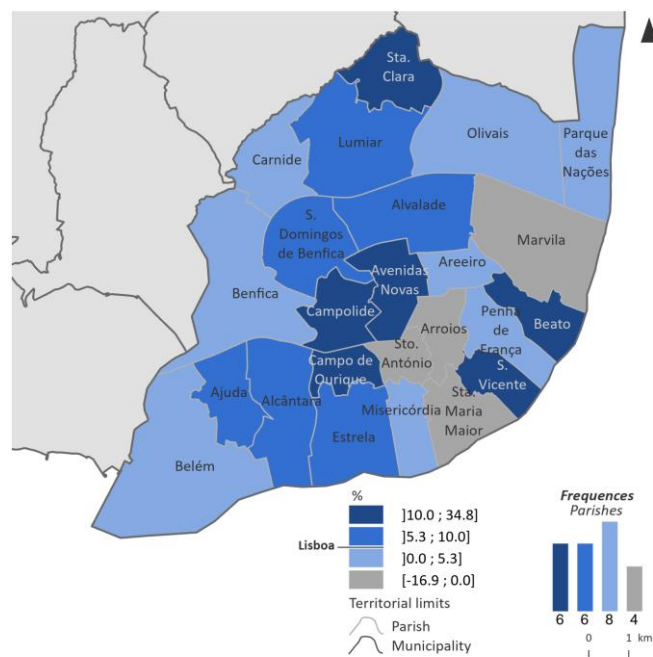 Sta.
Clara
Lumiar
Olivais
Parque
das
Nações
Carnide
Alvalade
S.
Domingos
de Benfica
Marvila
Avenidas
Novas
Areeiro
Benfica
Campolide
Arroios
Penha
de
França
Beato
Sto.
António
Campo de
Ourique
S.
Vicente
Ajuda
Alcântara
Misericórdia
Sta.
Maria
Maior
Estrela
Belém
%
]10.0 ; 34.8]
]5.3 ; 10.0]
Lisboa
]0.0 ; 5.3]
[-16.9 ; 0.0]
Territorial limits
Parish
Municipality
Frequences
Parishes
6 6 8 4
0 1 km